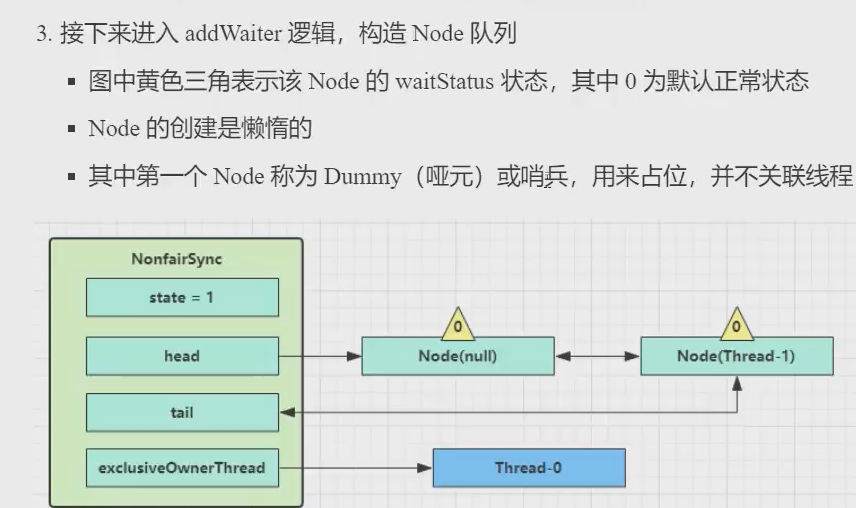 3. 接下来进入 addWaiter 逻辑，构造 Node 队列
▪ 图中黄色三角表示该 Node 的 waitStatus 状态，其中 0 为默认正常状态
▪ Node 的创建是懒惰的
▪ 其中第一个 Node 称为 Dummy（哑元）或哨兵，用来占位，并不关联线程
NonfairSync
state = 1
0
0
head
Node(null)
Node(Thread-1)
tail
exclusiveOwnerThread
Thread-0